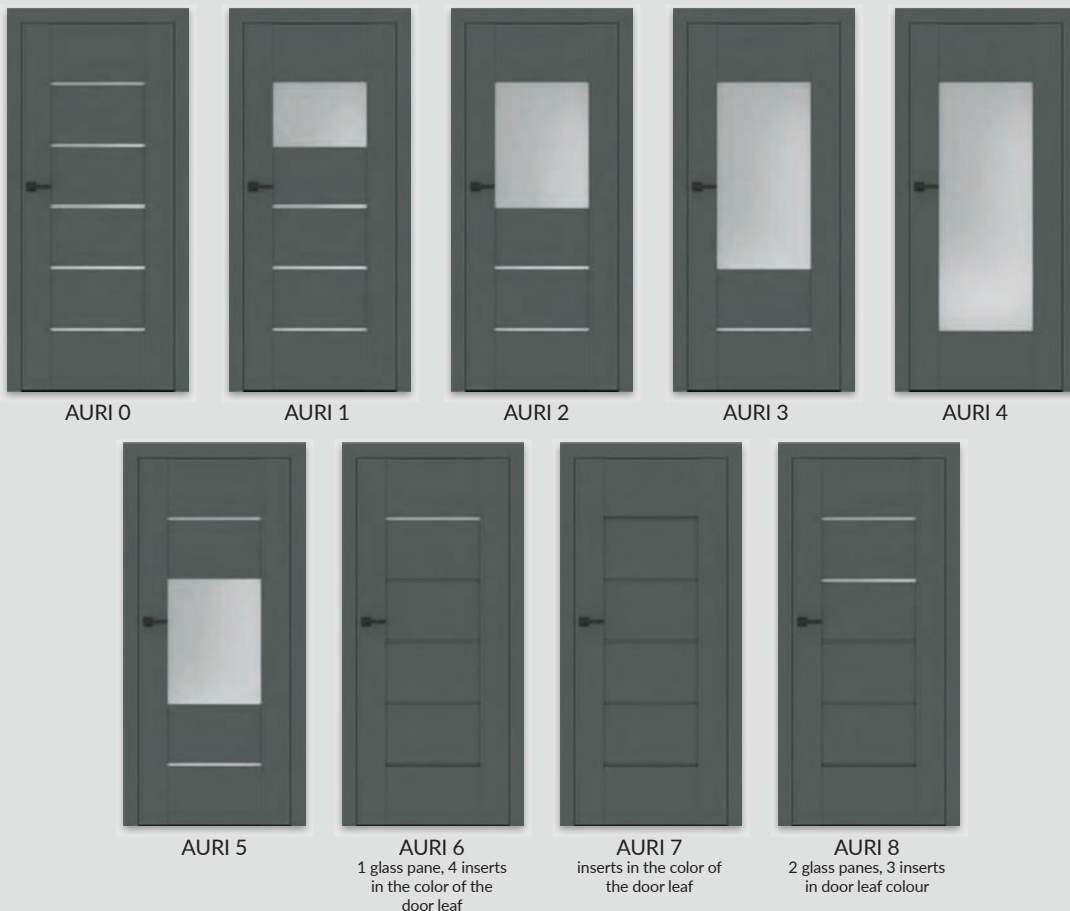 AURI 0
AURI 1
AURI 2
AURI 3
AURI 4
AURI 5
AURI 6
1 glass pane, 4 inserts
in the color of the
door leaf
AURI 7
inserts in the color of
the door leaf
AURI 8
2 glass panes, 3 inserts
in door leaf colour